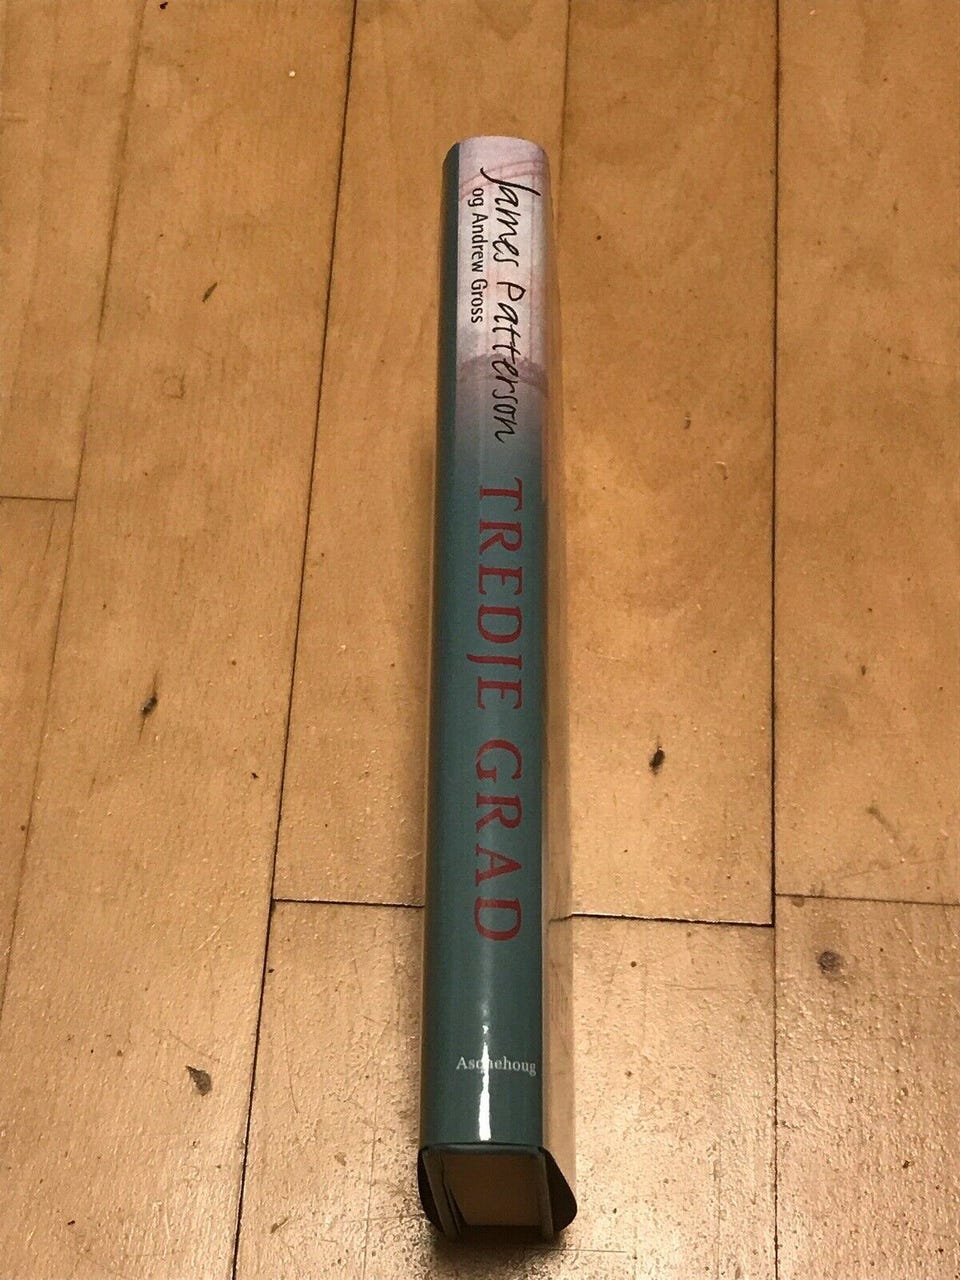 James Patterson
og Andrew Gross
TREDJE GRAD
Aschehoug